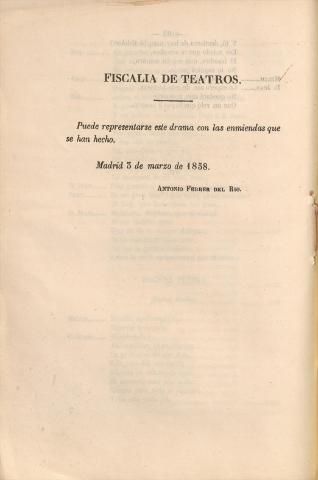 FISCALIA DE TEATROS.
Puede representarse este drama con las enmiendas que
se han hecho.
Madrid 3 de marzo de 1858.
ANTONIO FERRER DEL RIO.